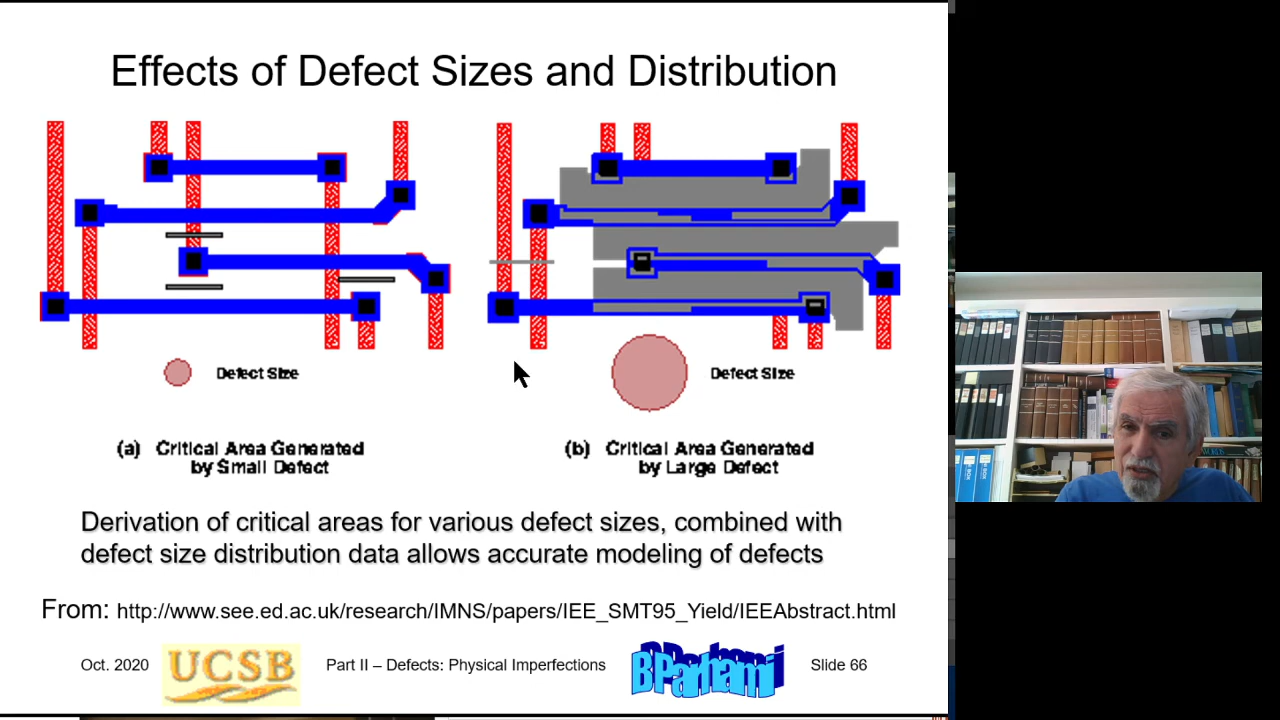 Effects of Defect Sizes and Distribution
Defect Size
Defect Size
(a) Critical Area Generated
by Small Defect
(b) Critical Area Generated
by Large Defect
Derivation of critical areas for various defect sizes, combined with
defect size distribution data allows accurate modeling of defects
From: http://www.see.ed.ac.uk/research/IMNS/papers/IEE_SMT95_Yield/IEEAbstract.html
Oct. 2020
UCSB
Part II – Defects: Physical Imperfections
BParhami
Slide 66